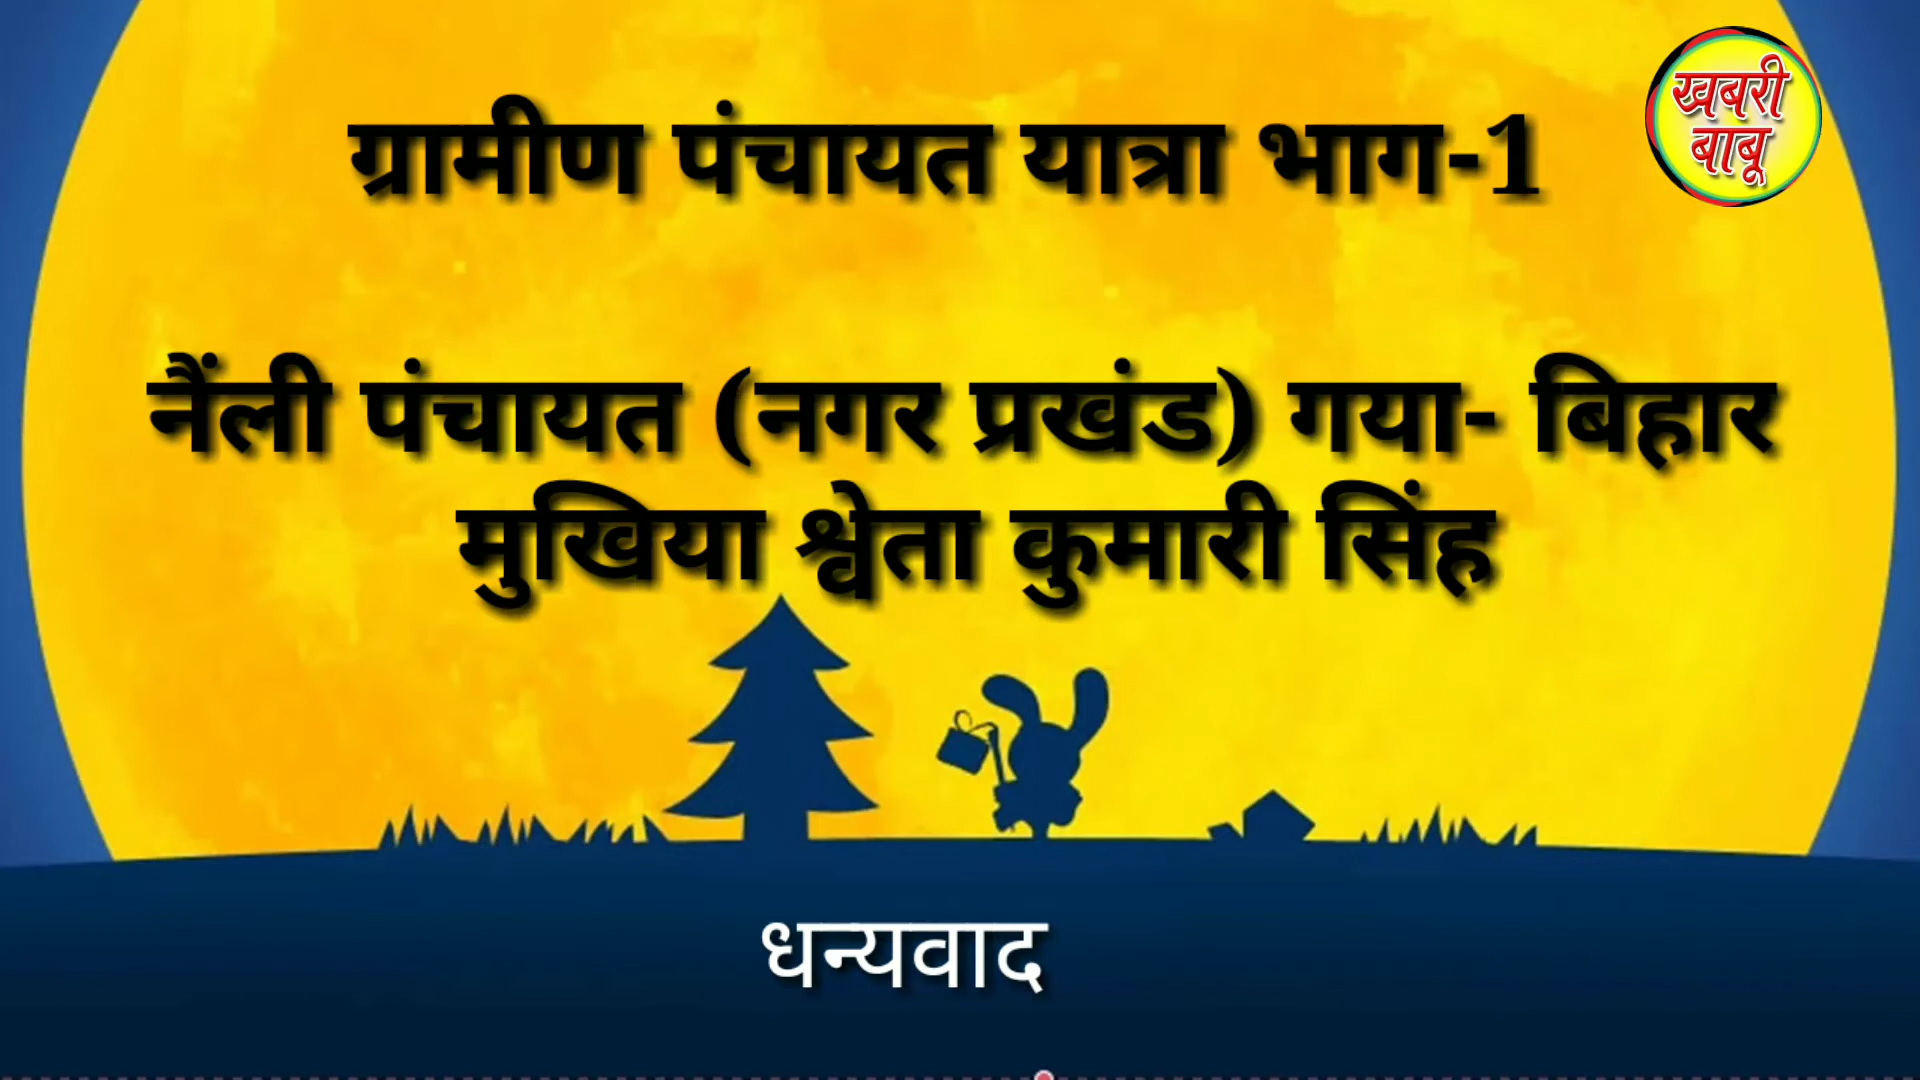 खबरी
बाबू
ग्रामीण पंचायत यात्रा भाग-1
नैंली पंचायत (नगर प्रखंड) गया- बिहार
मुखिया श्वेता कुमारी सिंह
धन्यवाद